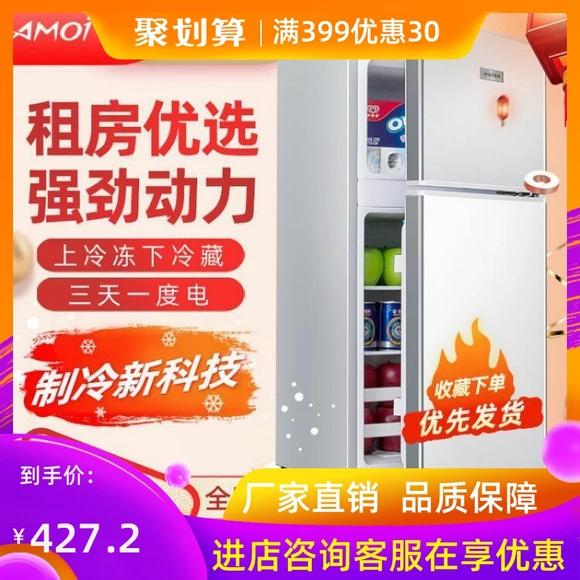 AMOI
聚划算
满399优惠30
租房优选
强劲动力
上冷冻下冷藏
三天一度电
制冷新科技
收藏下单
优先发货
到手价：
¥427.2
厂家直销 品质保障
进店咨询客服在享优惠